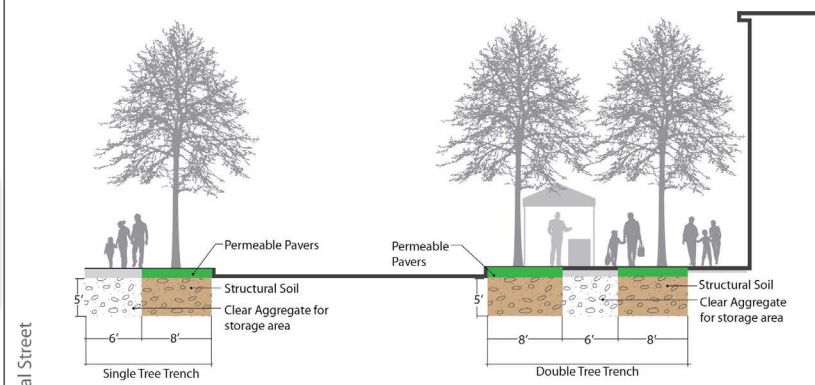 Permeable Pavers
Structural Soil
Clear Aggregate for
storage area
5'
6'
8'
Single Tree Trench
Permeable
Pavers
5'
Structural Soil
Clear Aggregate
for storage area
8'
6'
8'
Double Tree Trench
al Street